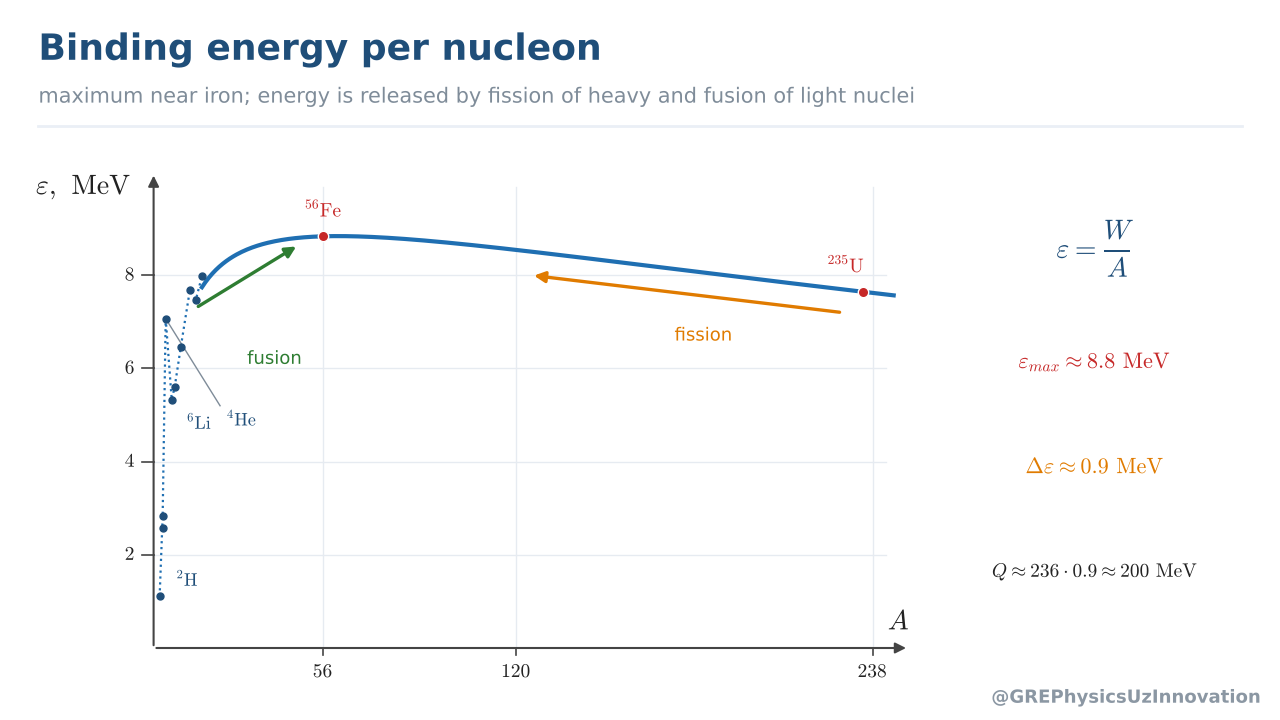 Binding energy per nucleon
maximum near iron; energy is released by fission of heavy and fusion of light nuclei
ε, MeV
⁵⁶Fe
²³⁵U
8
6
4
2
fusion
fission
⁶Li
⁴He
²H
A
56
120
238
ε = W/A
ε_max ≈ 8.8 MeV
Δε ≈ 0.9 MeV
Q ≈ 236 · 0.9 ≈ 200 MeV
@GREPhysicsUzInnovation